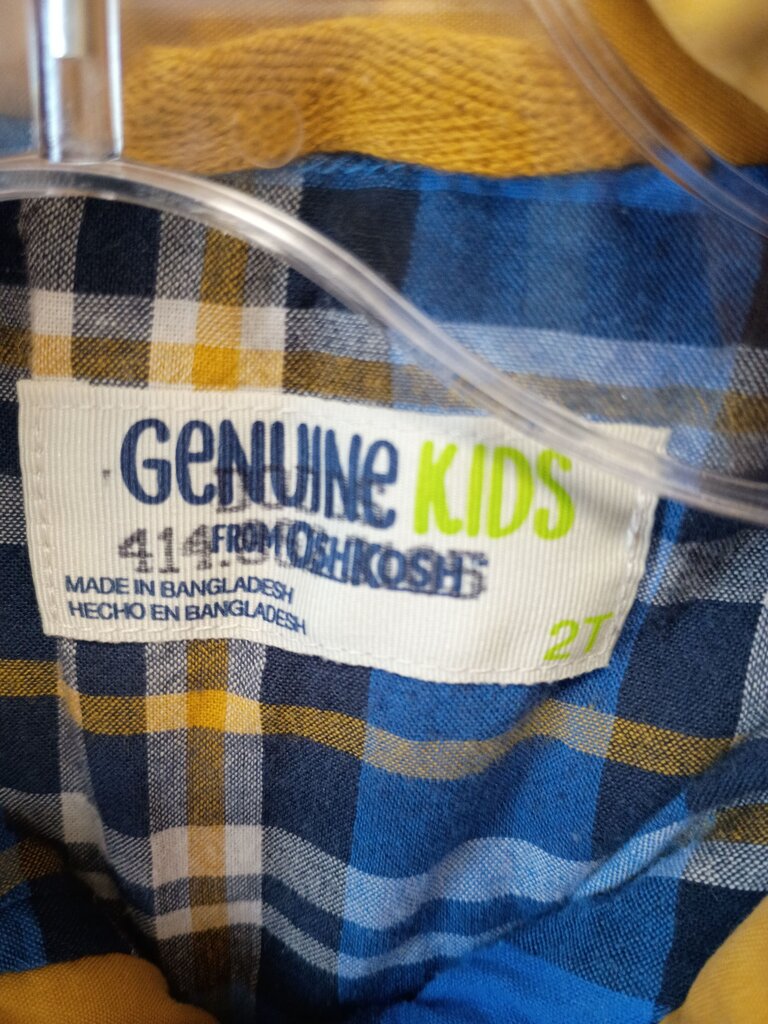 GeNUINe KIDS
FROM OSHKOSH
MADE IN BANGLADESH
HECHO EN BANGLADESH
2T